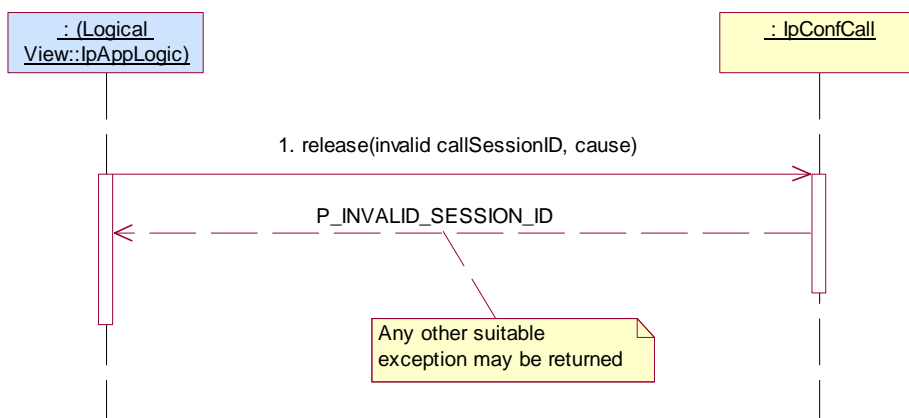 : (Logical
View::IpAppLogic)
: IpConfCall
1. release(invalid callSessionID, cause)
P_INVALID_SESSION_ID
Any other suitable
exception may be returned